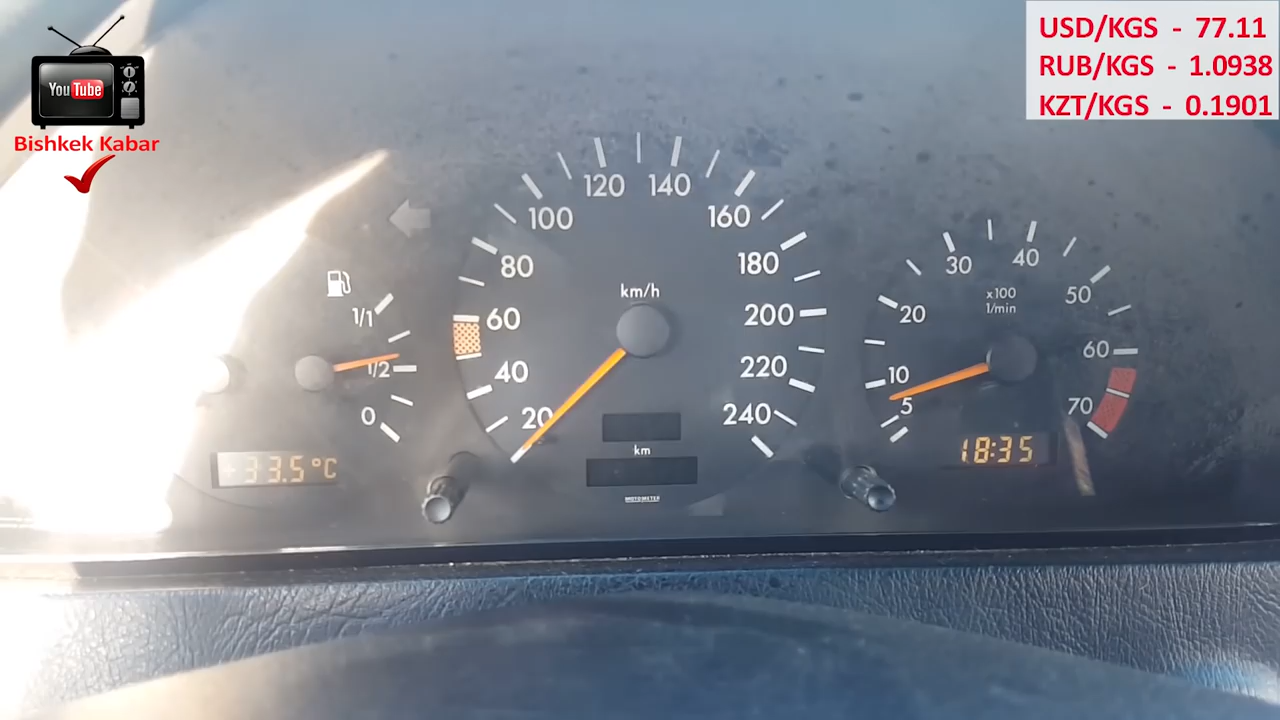 USD/KGS - 77.11
RUB/KGS - 1.0938
KZT/KGS - 0.1901
YouTube
Bishkek Kabar
1/1
1/2
0
+33.5°C
20
40
60
80
100
120
140
160
180
200
220
240
km/h
km
MOTOMETER
5
10
20
30
40
50
60
70
x100
1/min
18:35